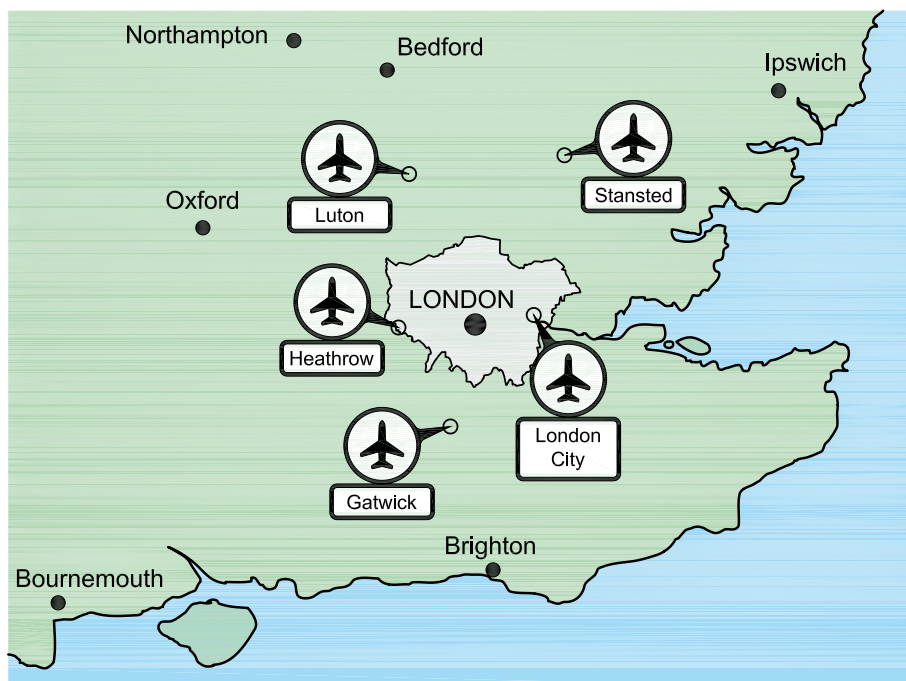 Northampton
Bedford
Ipswich
Stansted
Oxford
Luton
LONDON
Heathrow
London
City
Gatwick
Brighton
Bournemouth